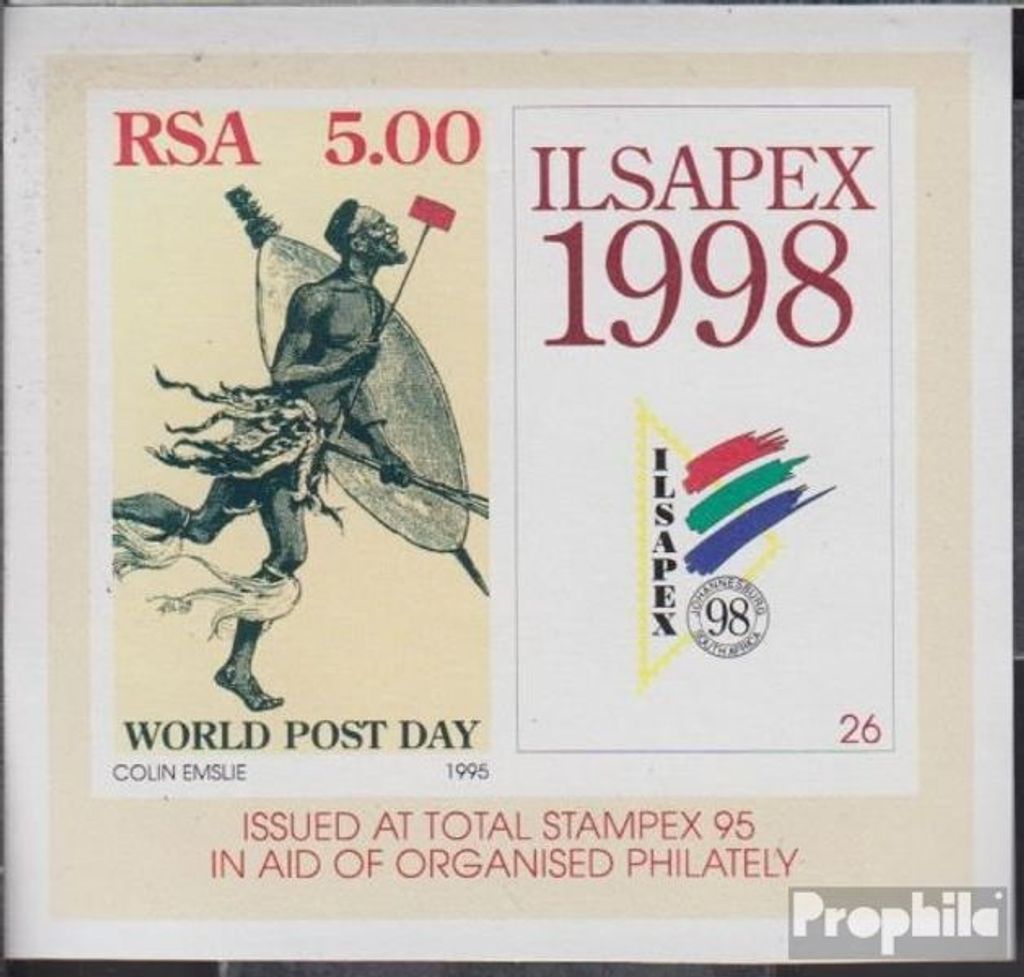 RSA 5.00
WORLD POST DAY
COLIN EMSLIE 1995
ILSAPEX
1998
ILSAPEX
JOHANNESBURG
98
SOUTH AFRICA
26
ISSUED AT TOTAL STAMPEX 95
IN AID OF ORGANISED PHILATELY
Prophila